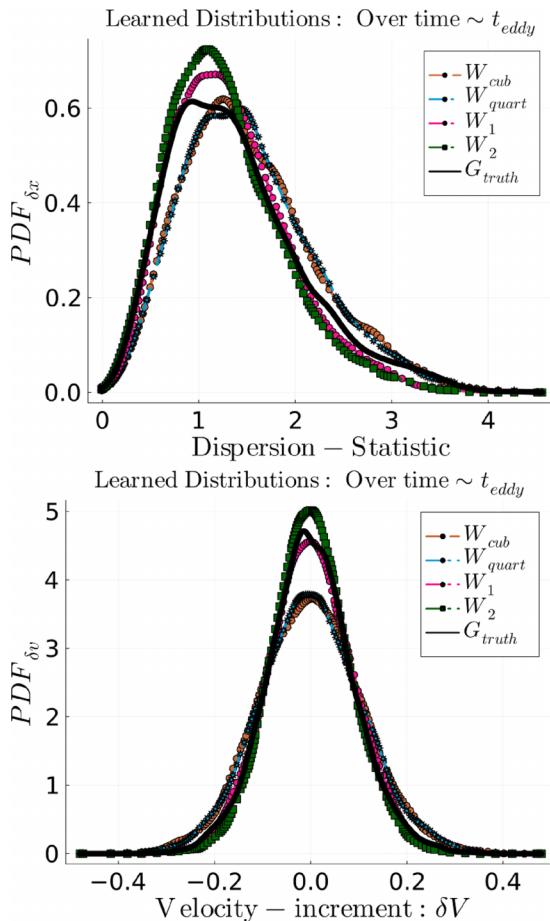 Learned Distributions : Over time ∼ t_eddy
W_cub
W_quart
W_1
W_2
G_truth
PDF_δx
0.6
0.4
0.2
0.0
0 1 2 3 4
Dispersion − Statistic
Learned Distributions : Over time ∼ t_eddy
W_cub
W_quart
W_1
W_2
G_truth
PDF_δv
5
4
3
2
1
0
−0.4 −0.2 0.0 0.2 0.4
Velocity − increment : δV